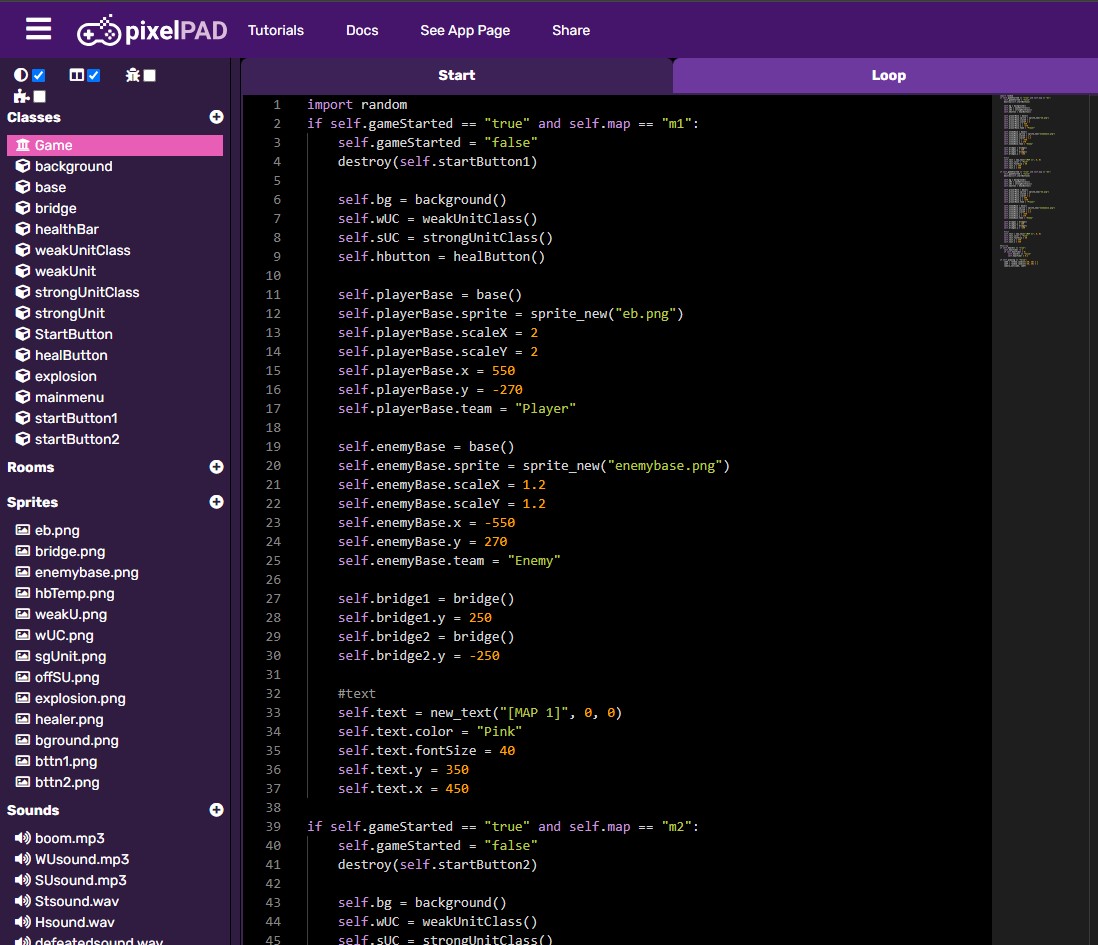 pixelPAD Tutorials Docs See App Page Share
Start Loop
Classes
Game
background
base
bridge
healthBar
weakUnitClass
weakUnit
strongUnitClass
strongUnit
StartButton
healButton
explosion
mainmenu
startButton1
startButton2
Rooms
Sprites
eb.png
bridge.png
enemybase.png
hbTemp.png
weakU.png
wUC.png
sgUnit.png
offSU.png
explosion.png
healer.png
bground.png
bttn1.png
bttn2.png
Sounds
boom.mp3
WUsound.mp3
SUsound.mp3
Stsound.wav
Hsound.wav
defeatedsound.wav
1 import random
2 if self.gameStarted == "true" and self.map == "m1":
3 self.gameStarted = "false"
4 destroy(self.startButton1)
5
6 self.bg = background()
7 self.wUC = weakUnitClass()
8 self.sUC = strongUnitClass()
9 self.hbutton = healButton()
10
11 self.playerBase = base()
12 self.playerBase.sprite = sprite_new("eb.png")
13 self.playerBase.scaleX = 2
14 self.playerBase.scaleY = 2
15 self.playerBase.x = 550
16 self.playerBase.y = -270
17 self.playerBase.team = "Player"
18
19 self.enemyBase = base()
20 self.enemyBase.sprite = sprite_new("enemybase.png")
21 self.enemyBase.scaleX = 1.2
22 self.enemyBase.scaleY = 1.2
23 self.enemyBase.x = -550
24 self.enemyBase.y = 270
25 self.enemyBase.team = "Enemy"
26
27 self.bridge1 = bridge()
28 self.bridge1.y = 250
29 self.bridge2 = bridge()
30 self.bridge2.y = -250
31
32 #text
33 self.text = new_text("[MAP 1]", 0, 0)
34 self.text.color = "Pink"
35 self.text.fontSize = 40
36 self.text.y = 350
37 self.text.x = 450
38
39 if self.gameStarted == "true" and self.map == "m2":
40 self.gameStarted = "false"
41 destroy(self.startButton2)
42
43 self.bg = background()
44 self.wUC = weakUnitClass()
45 self.sUC = strongUnitClass()